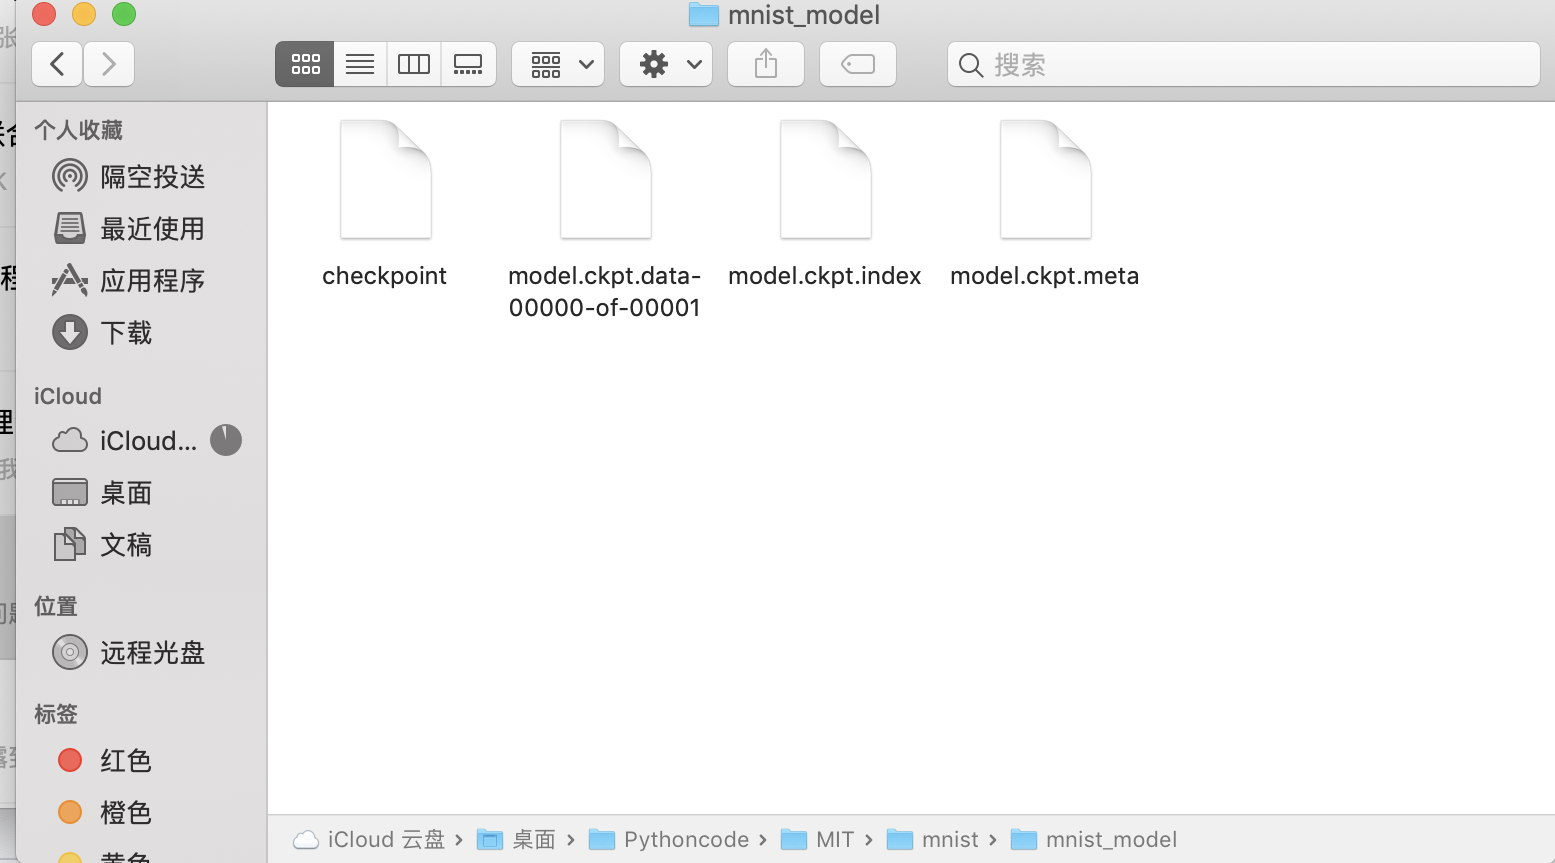 mnist_model
搜索
个人收藏
隔空投送
最近使用
应用程序
下载
iCloud
iCloud...
桌面
文稿
位置
远程光盘
标签
红色
橙色
黄色
checkpoint
model.ckpt.data-
00000-of-00001
model.ckpt.index
model.ckpt.meta
iCloud 云盘 › 桌面 › Pythoncode › MIT › mnist › mnist_model